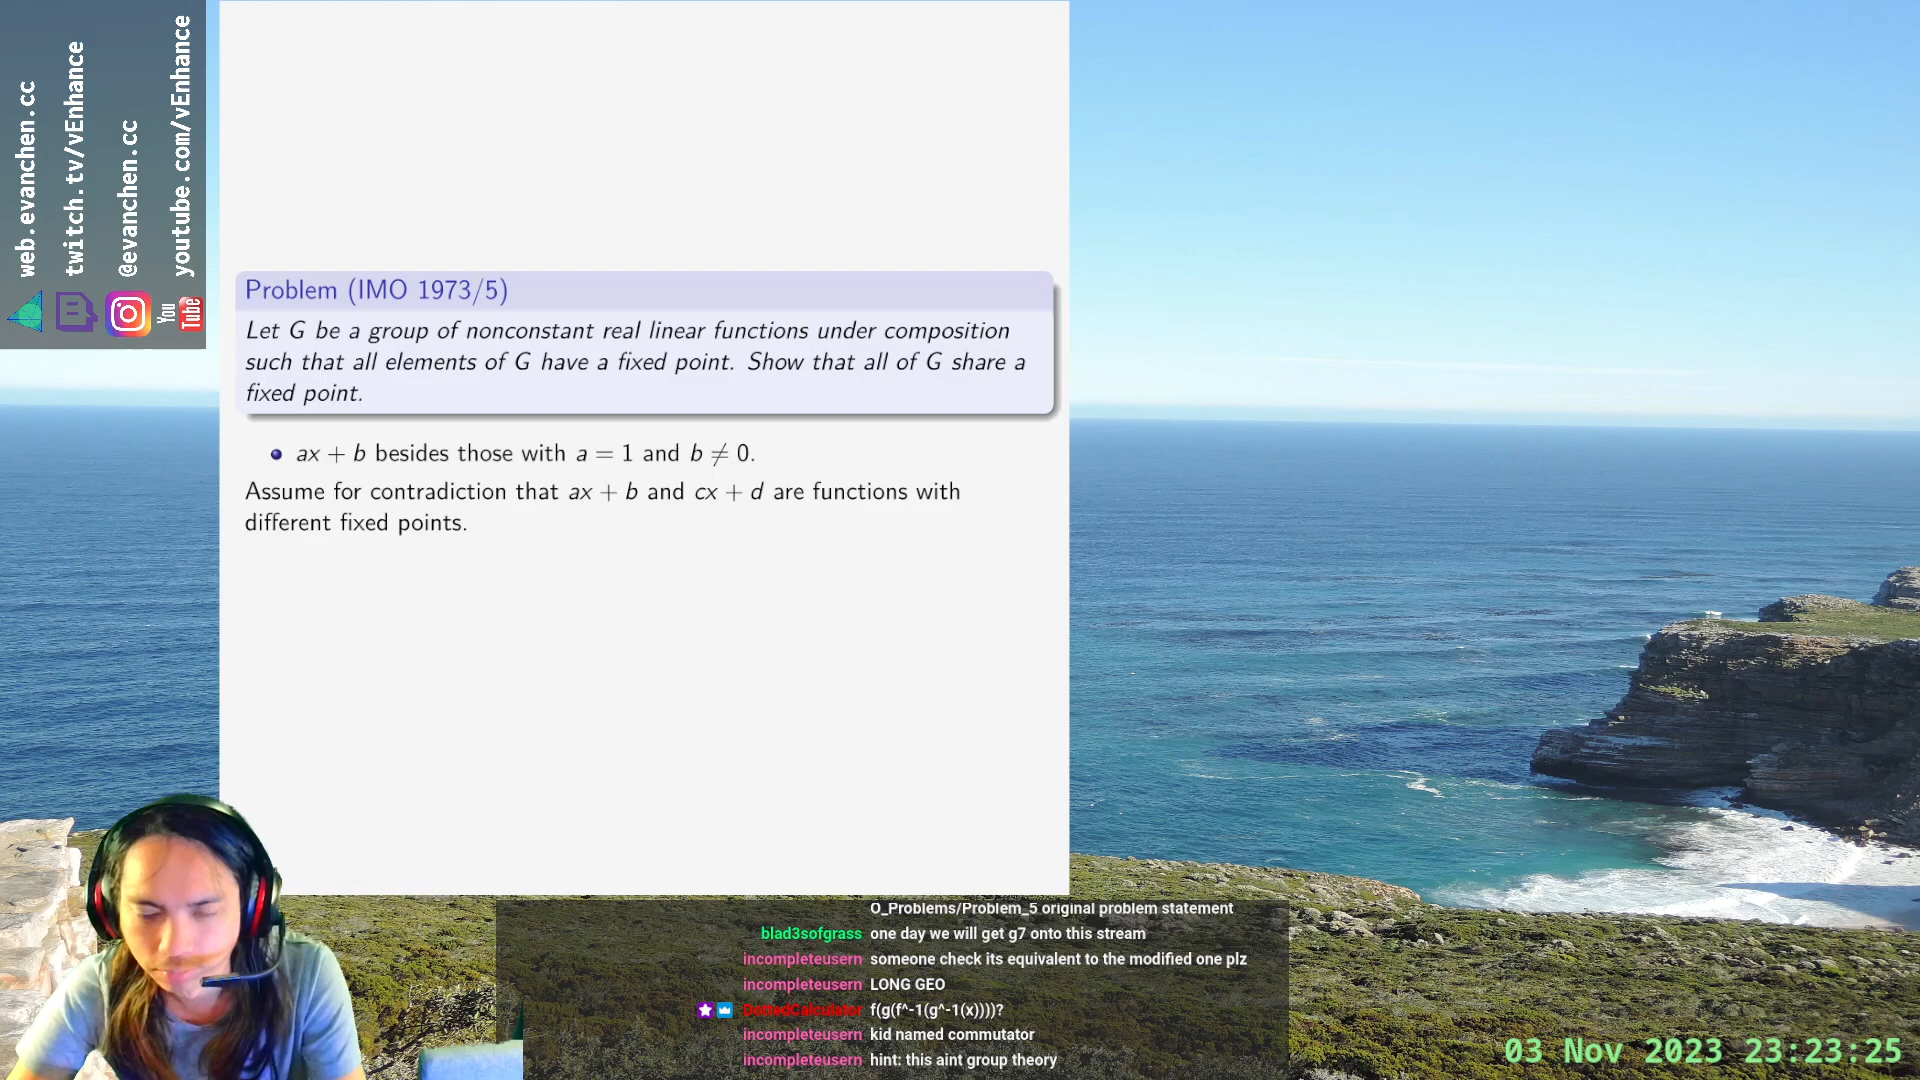 web.evanchen.cc
twitch.tv/vEnhance
@evanchen.cc
youtube.com/vEnhance
You
Tube
Problem (IMO 1973/5)
Let G be a group of nonconstant real linear functions under composition
such that all elements of G have a fixed point. Show that all of G share a
fixed point.
ax + b besides those with a = 1 and b ≠ 0.
Assume for contradiction that ax + b and cx + d are functions with
different fixed points.
O_Problems/Problem_5 original problem statement
blad3sofgrass one day we will get g7 onto this stream
incompleteusern someone check its equivalent to the modified one plz
incompleteusern LONG GEO
DottedCalculator f(g(f^-1(g^-1(x))))?
incompleteusern kid named commutator
incompleteusern hint: this aint group theory
03 Nov 2023 23:23:25